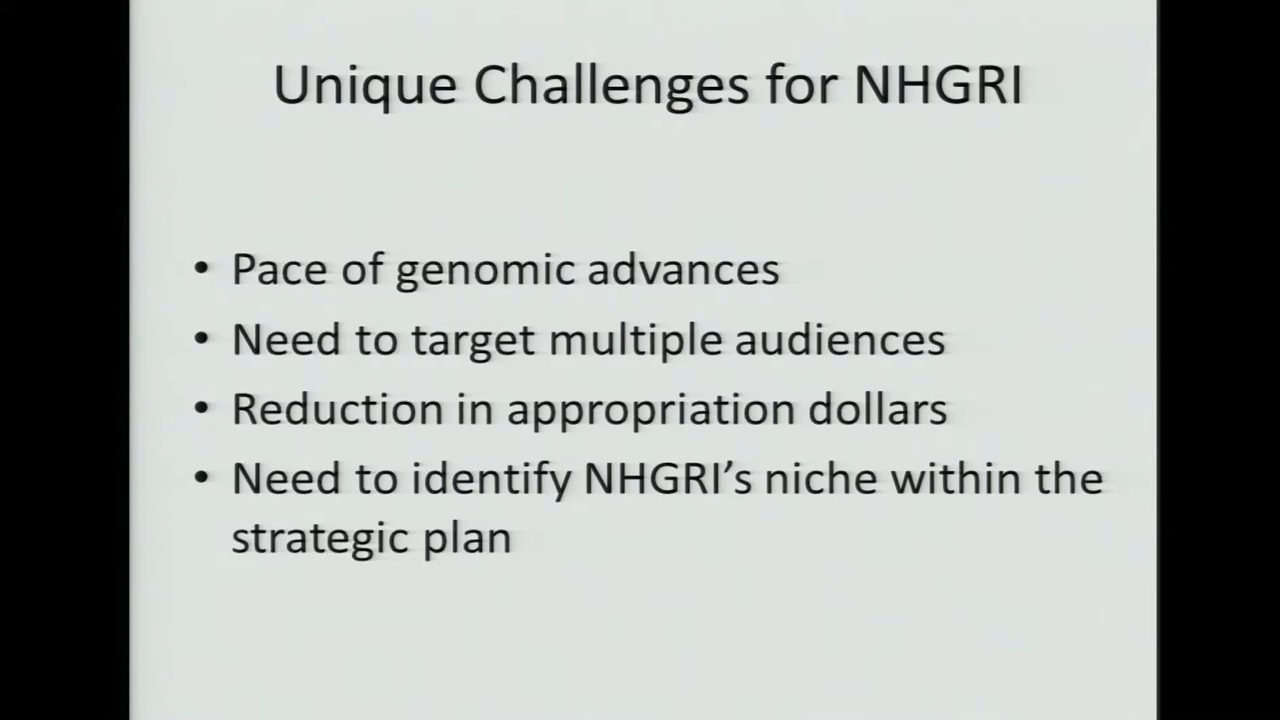 Unique Challenges for NHGRI
• Pace of genomic advances
• Need to target multiple audiences
• Reduction in appropriation dollars
• Need to identify NHGRI’s niche within the
strategic plan